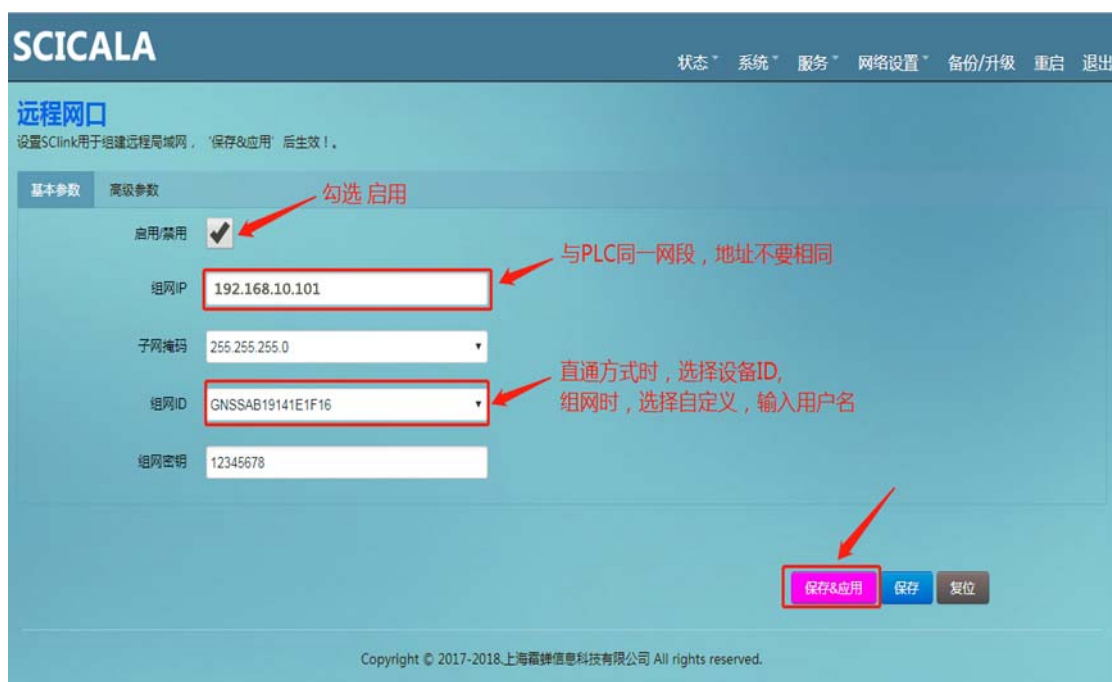 SCICALA
状态 系统 服务 网络设置 备份/升级 重启 退出
远程网口
设置SClink用于组建远程局域网，‘保存&应用’后生效！。
基本参数 高级参数
勾选 启用
启用/禁用
与PLC同一网段，地址不要相同
组网IP 192.168.10.101
子网掩码 255.255.255.0
直通方式时，选择设备ID,
组网时，选择自定义，输入用户名
组网ID GNSSAB19141E1F16
组网密钥 12345678
保存&应用 保存 复位
Copyright © 2017-2018.上海霜蝉信息科技有限公司 All rights reserved.